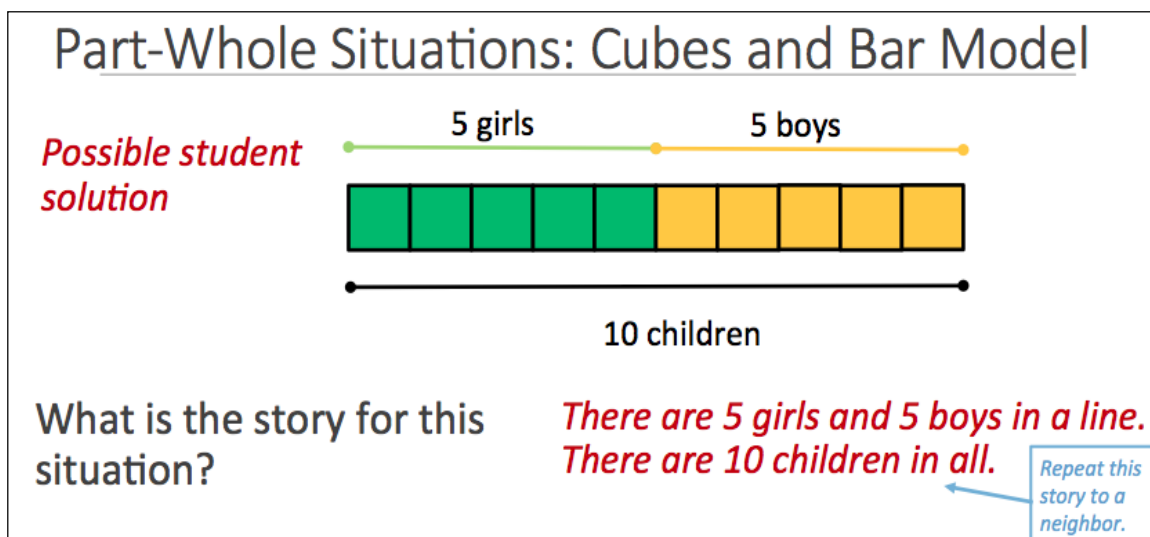 Part-Whole Situations: Cubes and Bar Model
5 girls
5 boys
Possible student
solution
10 children
What is the story for this
situation?
There are 5 girls and 5 boys in a line.
There are 10 children in all.
Repeat this
story to a
neighbor.